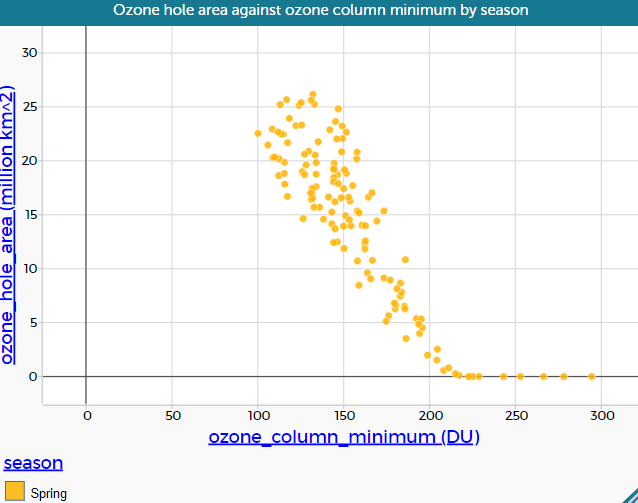 Ozone hole area against ozone column minimum by season
ozone_hole_area (million km^2)
30
25
20
15
10
5
0
0 50 100 150 200 250 300
ozone_column_minimum (DU)
season
Spring